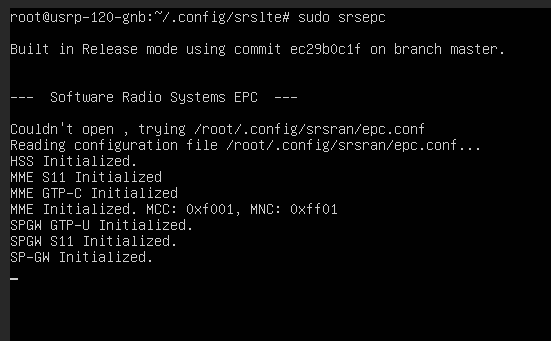 root@usrp-120-gnb:~/.config/srslte# sudo srsepc
Built in Release mode using commit ec29b0c1f on branch master.
---  Software Radio Systems EPC  ---
Couldn't open , trying /root/.config/srsran/epc.conf
Reading configuration file /root/.config/srsran/epc.conf...
HSS Initialized.
MME S11 Initialized
MME GTP-C Initialized
MME Initialized. MCC: 0xf001, MNC: 0xff01
SPGW GTP-U Initialized.
SPGW S11 Initialized.
SP-GW Initialized.